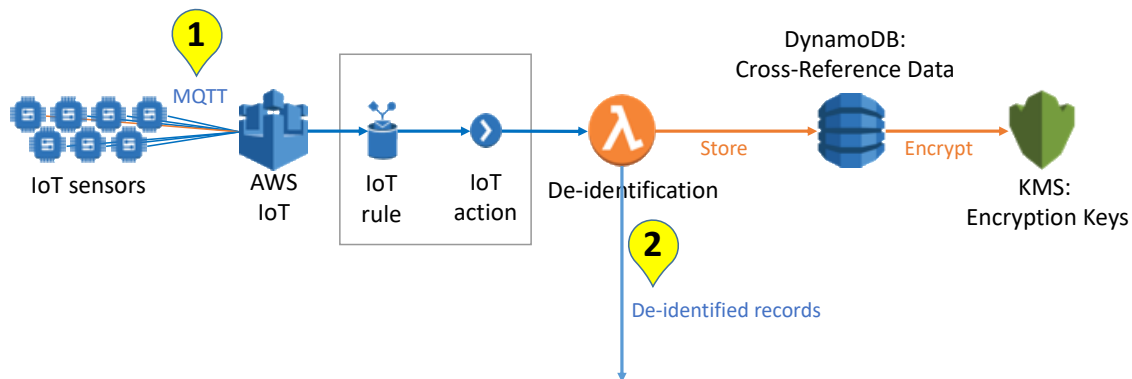 1
MQTT
IoT sensors
AWS
IoT
IoT
rule
IoT
action
λ
De-identification
Store
DynamoDB:
Cross-Reference Data
Encrypt
KMS:
Encryption Keys
2
De-identified records